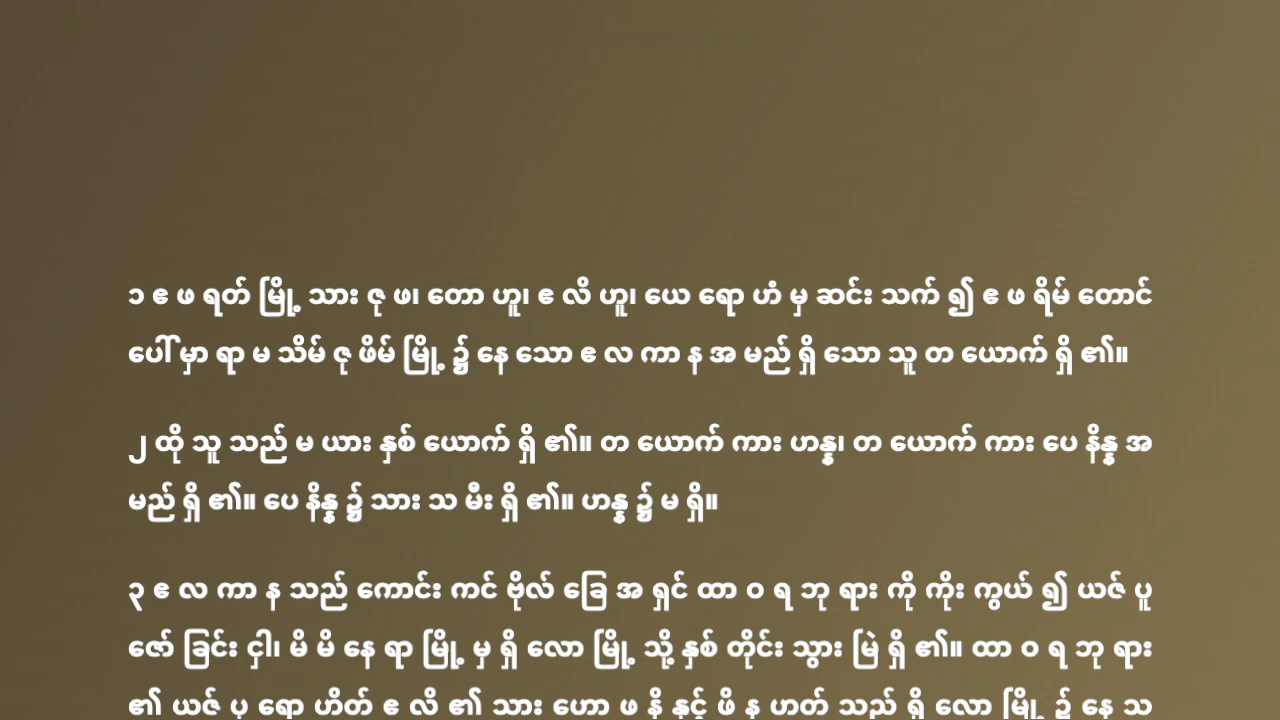 ၁ ဧ ဖ ရတ် မြို့ သား ဇု ဖ၊ တော ဟူ၊ ဧ လိ ဟူ၊ ယေ ရော ဟံ မှ ဆင်း သက် ၍ ဧ ဖ ရိမ် တောင်
ပေါ် မှာ ရာ မ သိမ် ဇု ဖိမ် မြို့ ၌ နေ သော ဧ လ ကာ န အ မည် ရှိ သော သူ တ ယောက် ရှိ ၏။
၂ ထို သူ သည် မ ယား နှစ် ယောက် ရှိ ၏။ တ ယောက် ကား ဟန္န၊ တ ယောက် ကား ပေ နိန္န အ
မည် ရှိ ၏။ ပေ နိန္န ၌ သား သ မီး ရှိ ၏။ ဟန္န ၌ မ ရှိ။
၃ ဧ လ ကာ န သည် ကောင်း ကင် ဗိုလ် ခြေ အ ရှင် ထာ ဝ ရ ဘု ရား ကို ကိုး ကွယ် ၍ ယဇ် ပူ
ဇော် ခြင်း ငှါ၊ မိ မိ နေ ရာ မြို့ မှ ရှိ လော မြို့ သို့ နှစ် တိုင်း သွား မြဲ ရှိ ၏။ ထာ ဝ ရ ဘု ရား
၏ ယဇ် ပု ရော ဟိတ် ဧ လိ ၏ သား ဟော ဖ နိ နှင့် ဖိ န ဟတ် သည် ရှိ လော မြို့ ၌ နေ သ